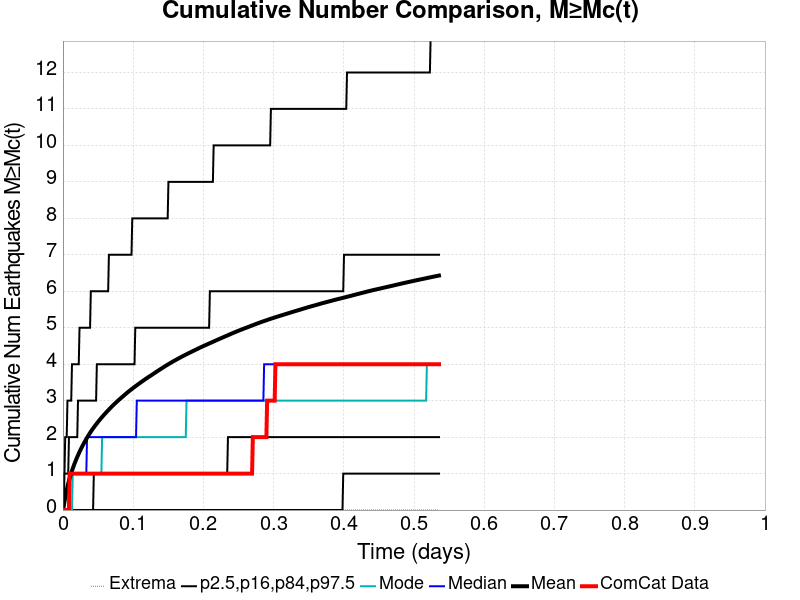 Cumulative Number Comparison, M≥Mc(t)
Cumulative Num Earthquakes M≥Mc(t)
12
11
10
9
8
7
6
5
4
3
2
1
0
0 0.1 0.2 0.3 0.4 0.5 0.6 0.7 0.8 0.9 1
Time (days)
Extrema p2.5,p16,p84,p97.5 Mode Median Mean ComCat Data